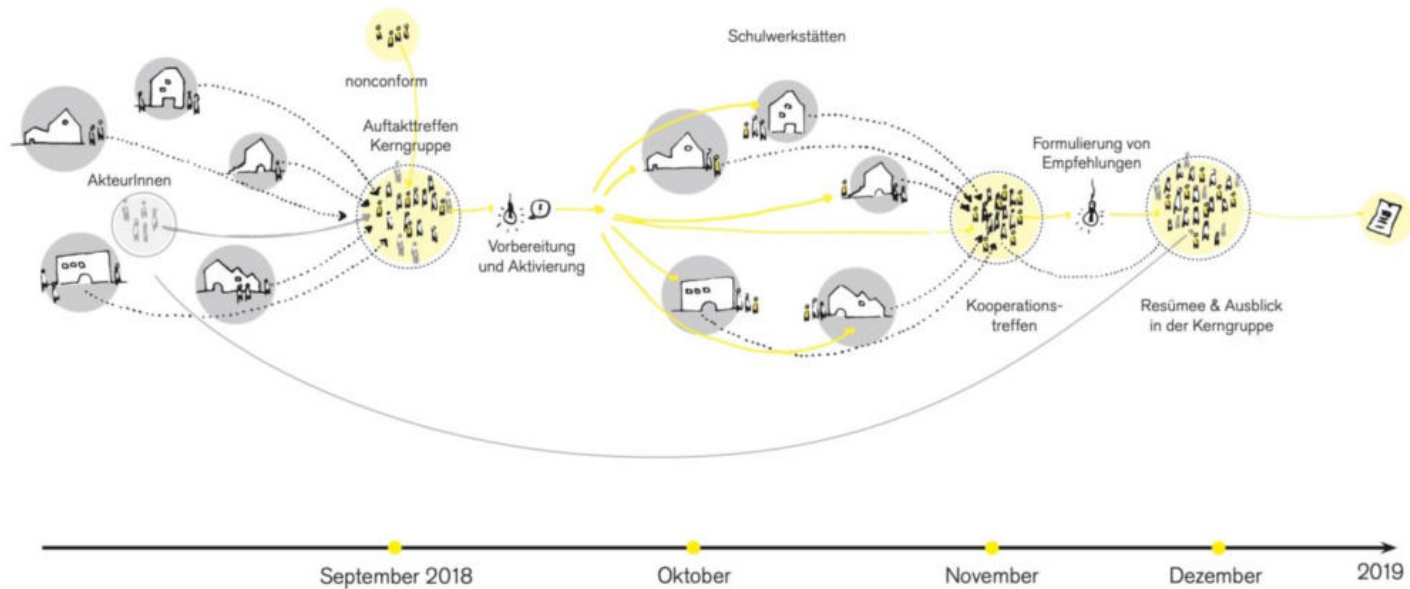 nonconform
Auftakttreffen
Kerngruppe
AkteurInnen
Vorbereitung
und Aktivierung
Schulwerkstätten
Kooperations-
treffen
Formulierung von
Empfehlungen
Resümee & Ausblick
in der Kerngruppe
September 2018
Oktober
November
Dezember
2019